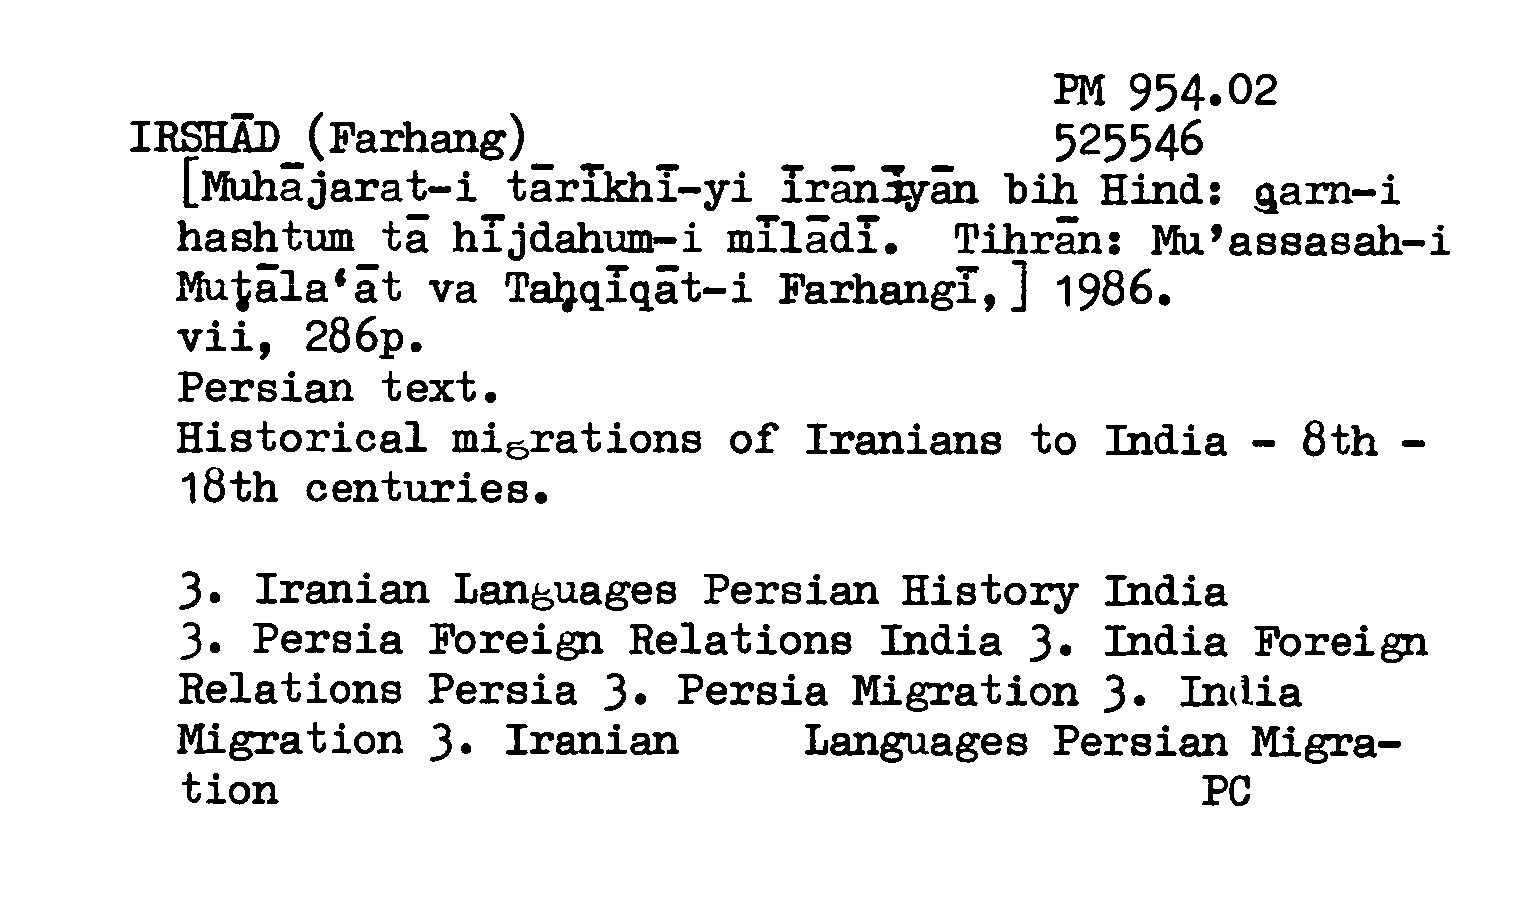 PM 954.02
IRSHĀD (Farhang) 525546
[Muhājarat-i tārīkhī-yi Īrānīyān bih Hind: qarn-i
hashtum tā hījdahum-i mīlādī. Tihrān: Mu’assasah-i
Muṭāla‘āt va Taḥqīqāt-i Farhangī,] 1986.
vii, 286p.
Persian text.
Historical migrations of Iranians to India - 8th -
18th centuries.
3. Iranian Languages Persian History India
3. Persia Foreign Relations India 3. India Foreign
Relations Persia 3. Persia Migration 3. India
Migration 3. Iranian Languages Persian Migra-
tion PC